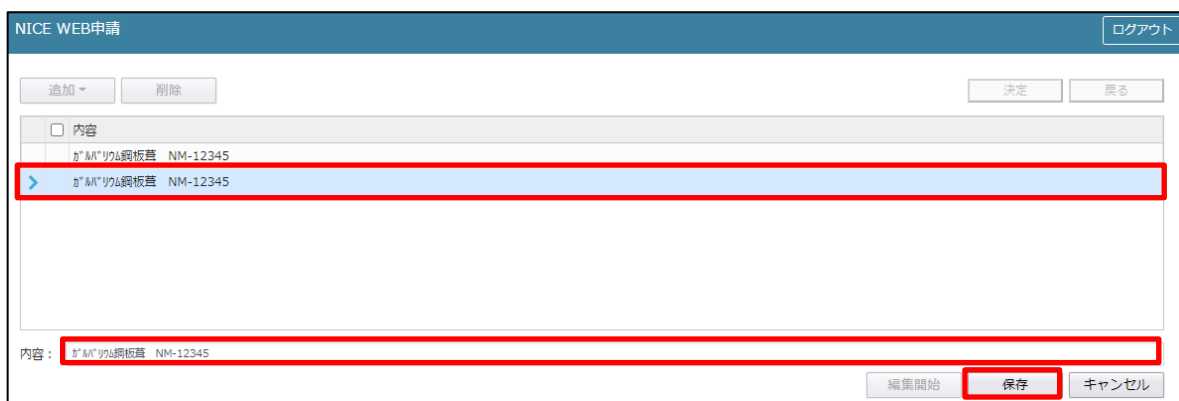 NICE WEB申請 ログアウト
追加 削除 決定 戻る
内容
ｶﾞﾙﾊﾞﾘｳﾑ鋼板葺　NM-12345
ｶﾞﾙﾊﾞﾘｳﾑ鋼板葺　NM-12345
内容： ｶﾞﾙﾊﾞﾘｳﾑ鋼板葺　NM-12345
編集開始 保存 キャンセル